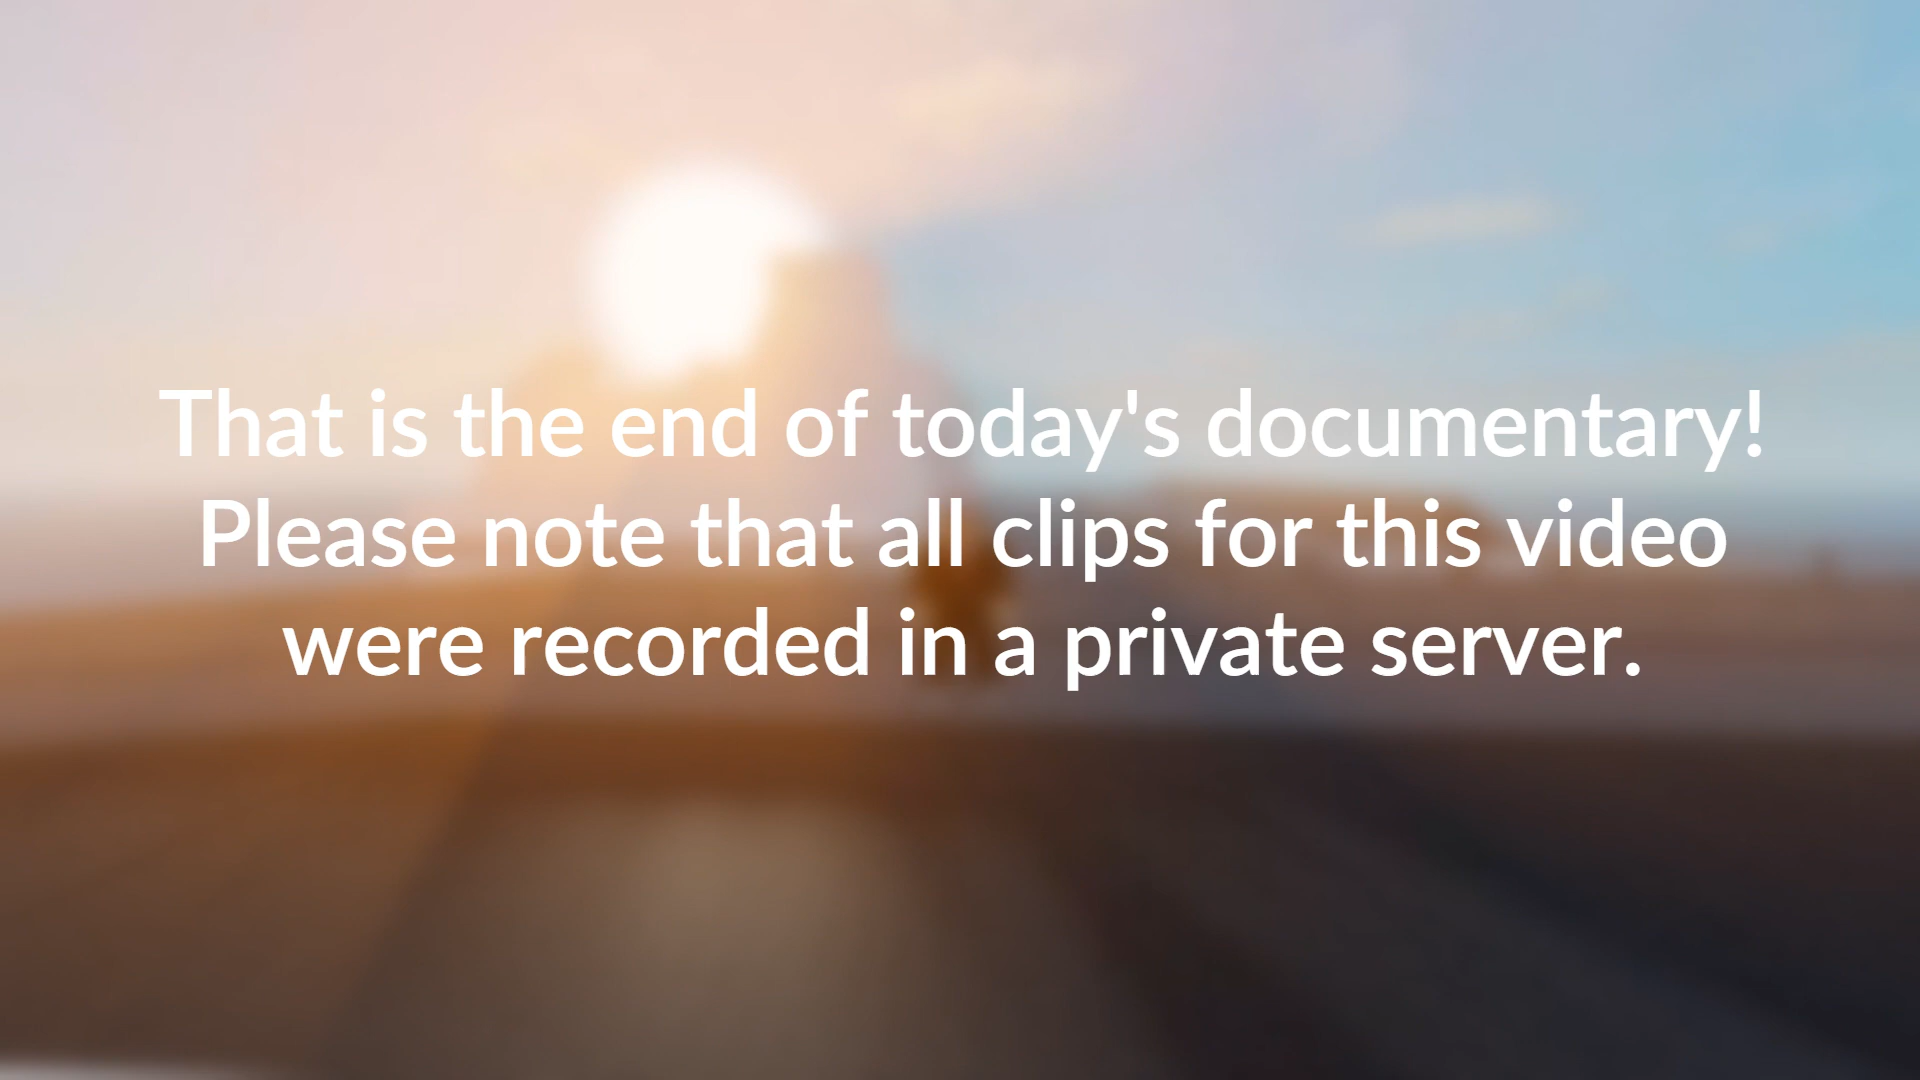 That is the end of today's documentary!
Please note that all clips for this video
were recorded in a private server.